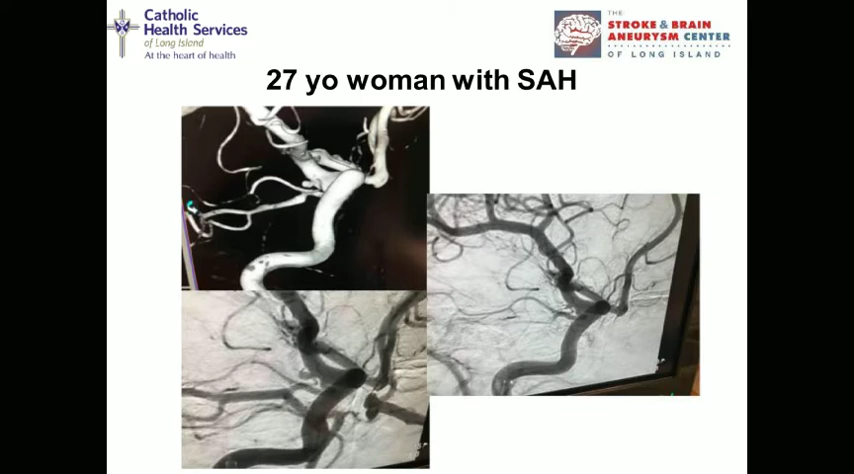 Catholic
Health Services
of Long Island
At the heart of health
THE
STROKE & BRAIN
ANEURYSM CENTER
OF LONG ISLAND
27 yo woman with SAH